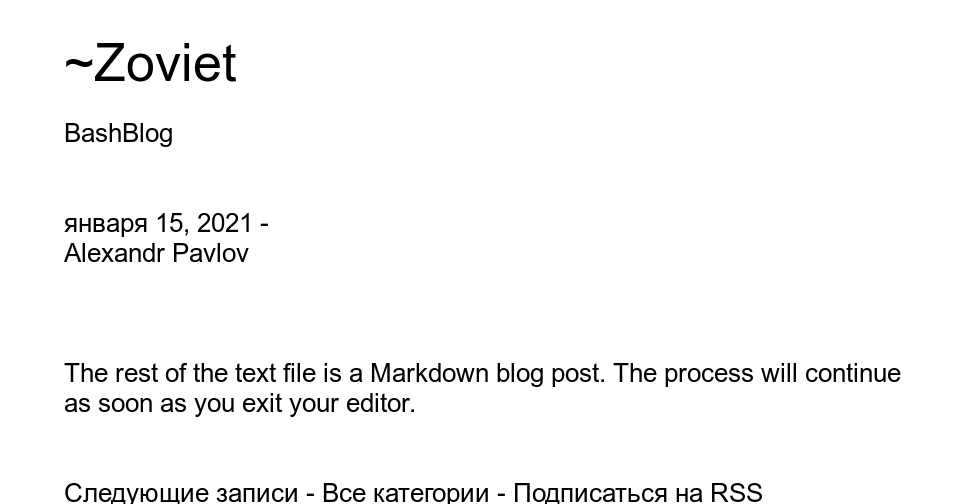 ~Zoviet
BashBlog
января 15, 2021 -
Alexandr Pavlov
The rest of the text file is a Markdown blog post. The process will continue
as soon as you exit your editor.
Следующие записи - Все категории - Подписаться на RSS